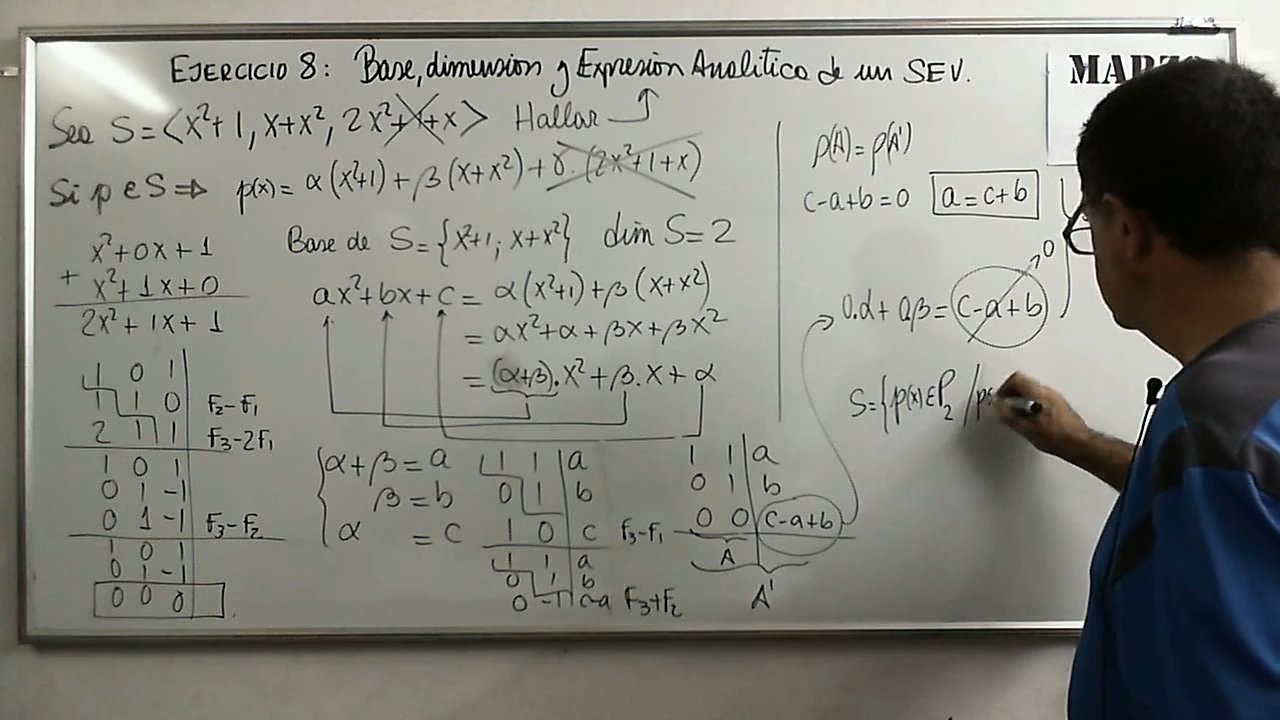 EJERCICIO 8: Base, dimension y Expresión Analitica de un SEV.
Sea S = <x²+1, x+x², 2x²+1+x> Hallar
Si p ∈ S ⇒ p(x) = α(x²+1) + β(x+x²) + γ·(2x²+1+x)
Base de S = {x²+1; x+x²} dim S = 2
x²+0x+1
+ x²+1x+0
2x²+1x+1
1 0 1
1 1 0 F₂-F₁
2 1 1 F₃-2F₁
1 0 1
0 1 -1
0 1 -1 F₃-F₂
1 0 1
0 1 -1
0 0 0
ax²+bx+c = α(x²+1) + β(x+x²)
= αx²+α+βx+βx²
= (α+β).x²+β.x+α
α+β = a
β = b
α = c
1 1 | a
0 1 | b
1 0 | c F₃-F₁
1 1 | a
0 1 | b
0 -1 | c-a F₃+F₂
1 1 | a
0 1 | b
0 0 | c-a+b
A
A'
MARZ
ρ(A) = ρ(A')
c-a+b=0 a=c+b
0.α+0β = c-a+b
0
S={p(x)∈P₂ / p